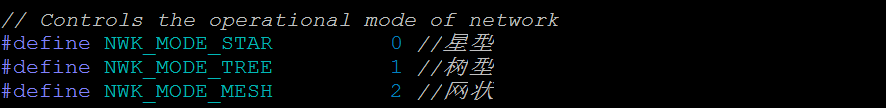 // Controls the operational mode of network
#define NWK_MODE_STAR 0 //星型
#define NWK_MODE_TREE 1 //树型
#define NWK_MODE_MESH 2 //网状